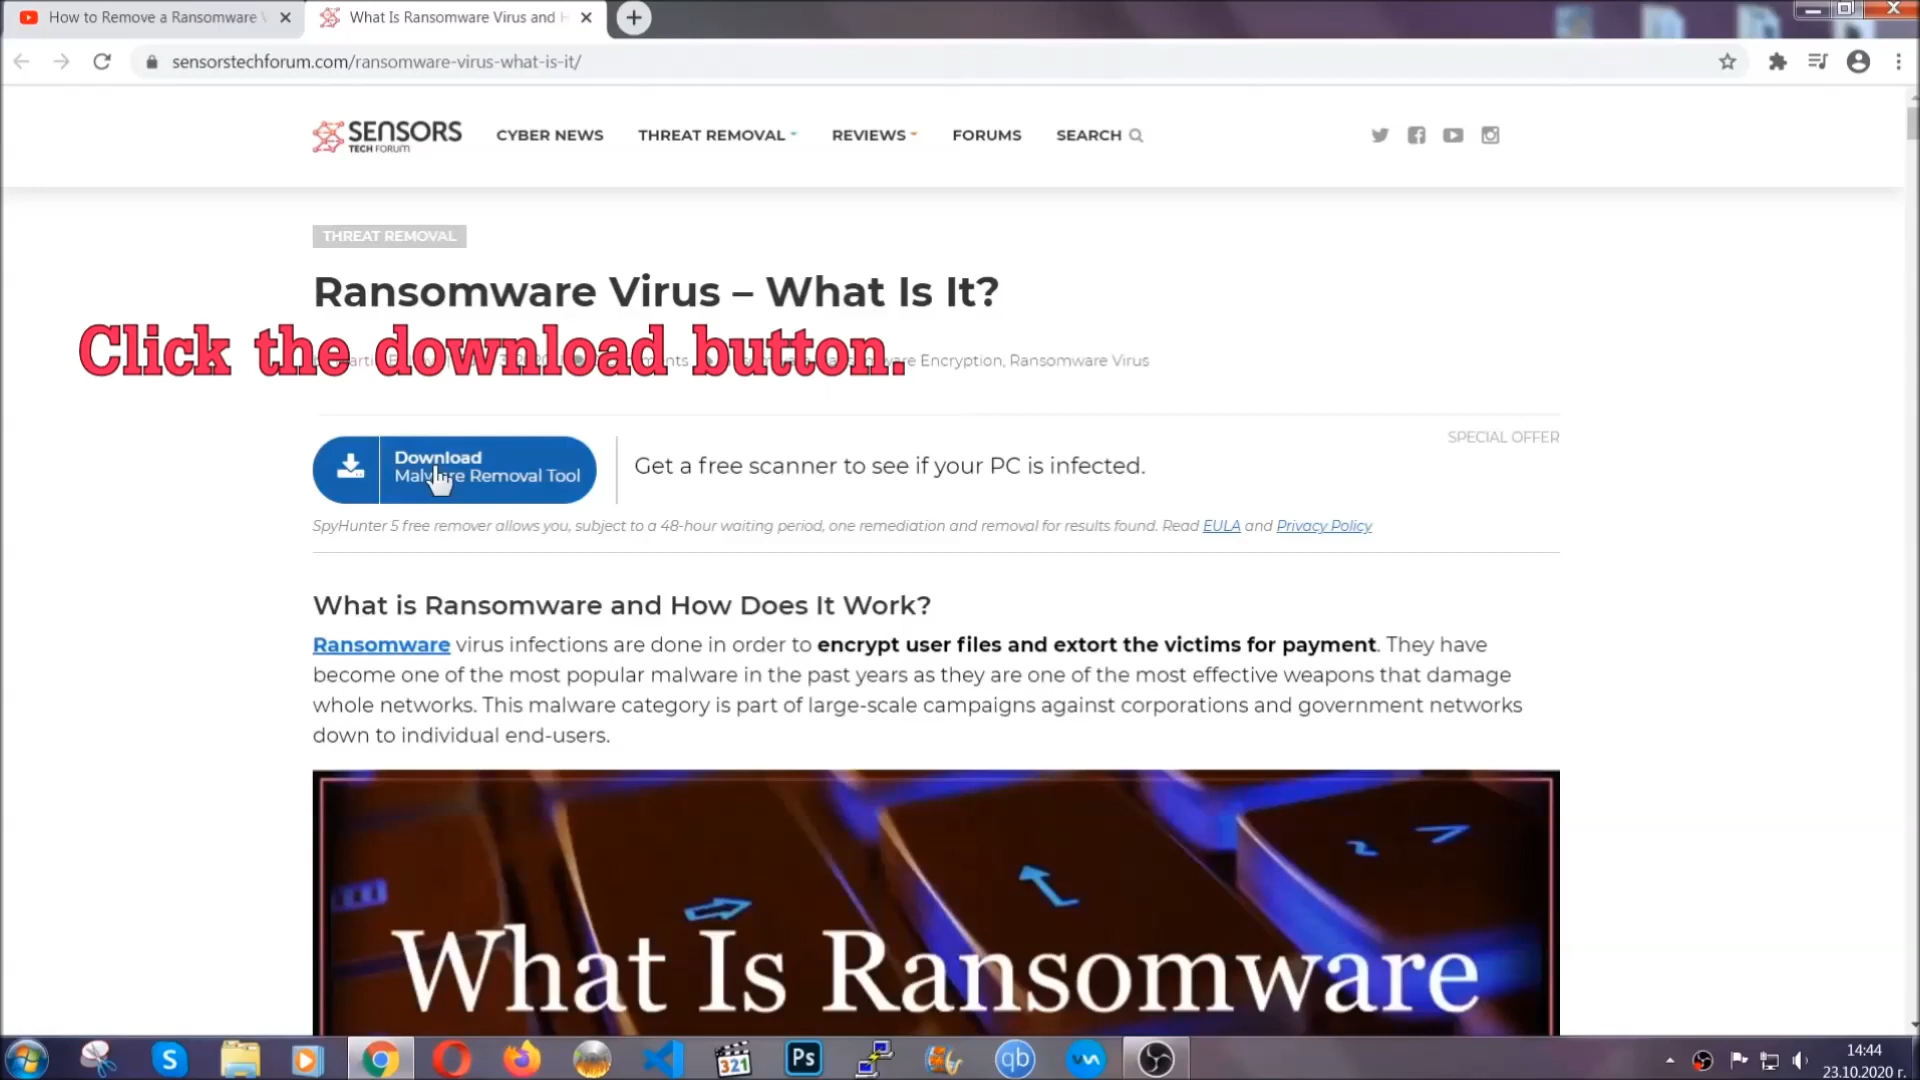 How to Remove a Ransomware V
What Is Ransomware Virus and H
sensorstechforum.com/ransomware-virus-what-is-it/
SENSORS
TECH FORUM
CYBER NEWS
THREAT REMOVAL
REVIEWS
FORUMS
SEARCH
THREAT REMOVAL
Ransomware Virus – What Is It?
Click the download button.
Encryption, Ransomware Virus
SPECIAL OFFER
Download
Malware Removal Tool
Get a free scanner to see if your PC is infected.
SpyHunter 5 free remover allows you, subject to a 48-hour waiting period, one remediation and removal for results found. Read EULA and Privacy Policy
What is Ransomware and How Does It Work?
Ransomware virus infections are done in order to encrypt user files and extort the victims for payment. They have
become one of the most popular malware in the past years as they are one of the most effective weapons that damage
whole networks. This malware category is part of large-scale campaigns against corporations and government networks
down to individual end-users.
What Is Ransomware
321
Ps
qb
14:44
23.10.2020 г.